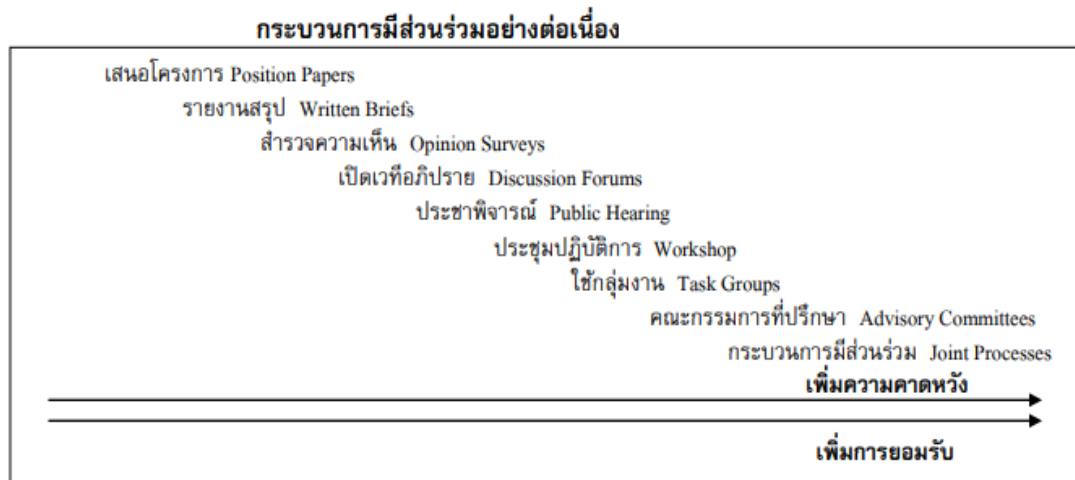 กระบวนการมีส่วนร่วมอย่างต่อเนื่อง
เสนอโครงการ Position Papers
รายงานสรุป Written Briefs
สำรวจความเห็น Opinion Surveys
เปิดเวทีอภิปราย Discussion Forums
ประชาพิจารณ์ Public Hearing
ประชุมปฏิบัติการ Workshop
ใช้กลุ่มงาน Task Groups
คณะกรรมการที่ปรึกษา Advisory Committees
กระบวนการมีส่วนร่วม Joint Processes
เพิ่มความคาดหวัง
เพิ่มการยอมรับ